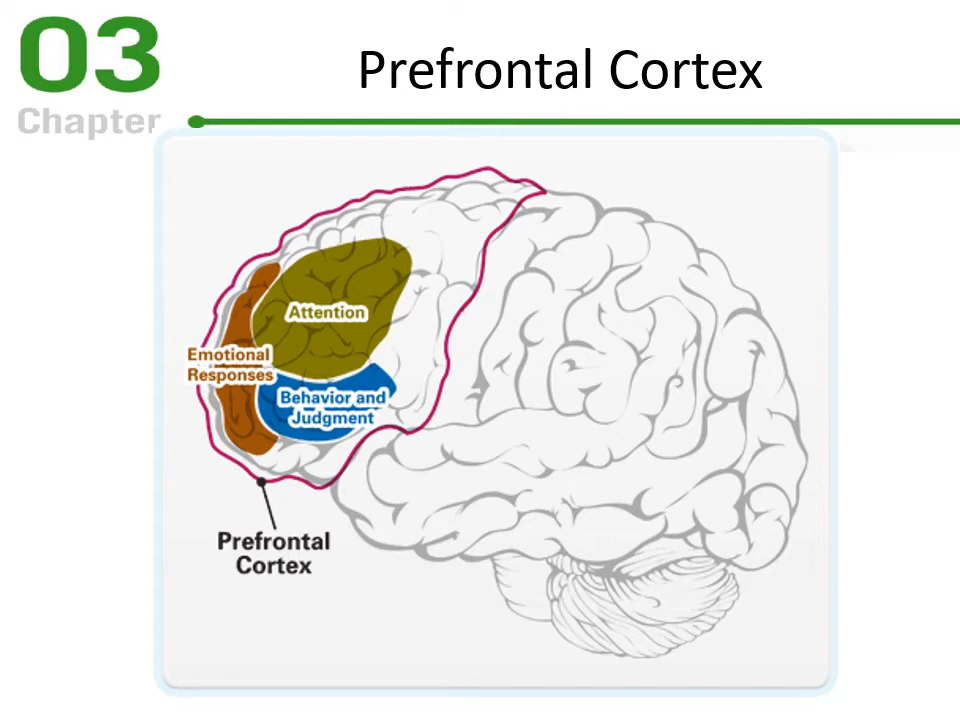 03
Chapter
Prefrontal Cortex
Attention
Emotional
Responses
Behavior and
Judgment
Prefrontal
Cortex